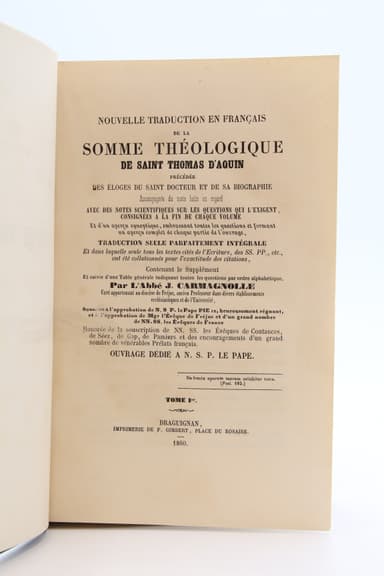 NOUVELLE TRADUCTION EN FRANÇAIS
DE LA
SOMME THÉOLOGIQUE
DE SAINT THOMAS D'AQUIN
PRÉCÉDÉE
DES ÉLOGES DU SAINT DOCTEUR ET DE SA BIOGRAPHIE
Accompagnée du texte latin en regard
AVEC DES NOTES SCIENTIFIQUES SUR LES QUESTIONS QUI L'EXIGENT,
CONSIGNÉES A LA FIN DE CHAQUE VOLUME
Et d'un aperçu synoptique, embrassant toutes les questions et formant
un aperçu complet de chaque partie de l'ouvrage,
TRADUCTION SEULE PARFAITEMENT INTÉGRALE
Et dans laquelle seule tous les textes cités de l'Ecriture, des SS. PP., etc.,
ont été collationnés pour l'exactitude des citations,
Contenant le Supplément
Et suivie d'une Table générale indiquant toutes les questions par ordre alphabétique,
Par L'Abbé J. CARMAGNOLLE
Curé appartenant au diocèse de Fréjus, ancien Professeur dans divers établissements
ecclésiastiques et de l'Université,
à l'approbation de N. S. P. le Pape PIE IX, heureusement régnant,
et à l'approbation de Mgr l'Évêque de Fréjus et d'un grand nombre
de NN. SS. les Évêques de France
Honorée de la souscription de NN. SS. les Évêques de Coutances,
de Séez, de Gap, de Pamiers et des encouragements d'un grand
nombre de vénérables Prélats français.
OUVRAGE DÉDIÉ A N. S. P. LE PAPE.
TOME Ier.
DRAGUIGNAN,
IMPRIMERIE DE P. GIMBERT, PLACE DU ROSAIRE.
1860.